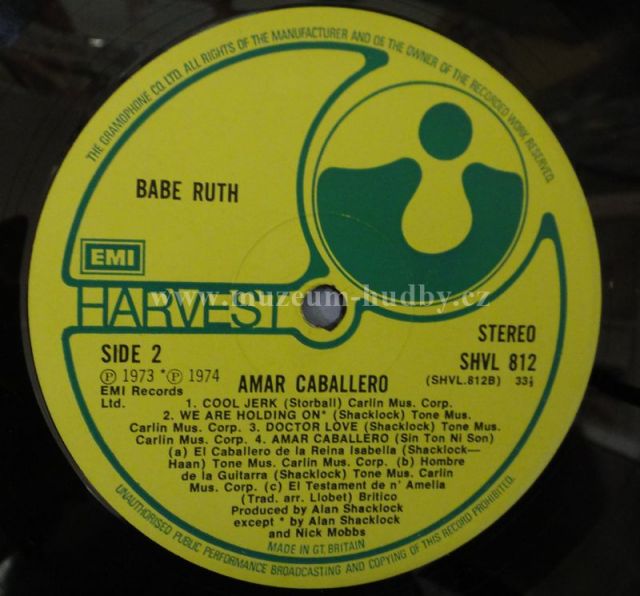 THE GRAMOPHONE CO. LTD. ALL RIGHTS OF THE MANUFACTURER AND OF THE OWNER OF THE RECORDED WORK RESERVED.
BABE RUTH
EMI
HARVEST
www.muzeum-hudby.cz
SIDE 2
STEREO
SHVL 812
Ⓟ 1973 *Ⓟ 1974
AMAR CABALLERO
(SHVL.812B) 33⅓
EMI Records
Ltd.
1. COOL JERK (Storball) Carlin Mus. Corp.
2. WE ARE HOLDING ON* (Shacklock) Tone Mus.
Carlin Mus. Corp. 3. DOCTOR LOVE (Shacklock) Tone Mus.
Carlin Mus. Corp. 4. AMAR CABALLERO (Sin Ton Ni Son)
(a) El Caballero de la Reina Isabella (Shacklock—
Haan) Tone Mus. Carlin Mus. Corp. (b) Hombre
de la Guitarra (Shacklock) Tone Mus. Carlin
Mus. Corp. (c) El Testament de n' Amelia
(Trad. arr. Llobet) Britico
Produced by Alan Shacklock
except * by Alan Shacklock
and Nick Mobbs
MADE IN GT. BRITAIN
UNAUTHORISED PUBLIC PERFORMANCE BROADCASTING AND COPYING OF THIS RECORD PROHIBITED.